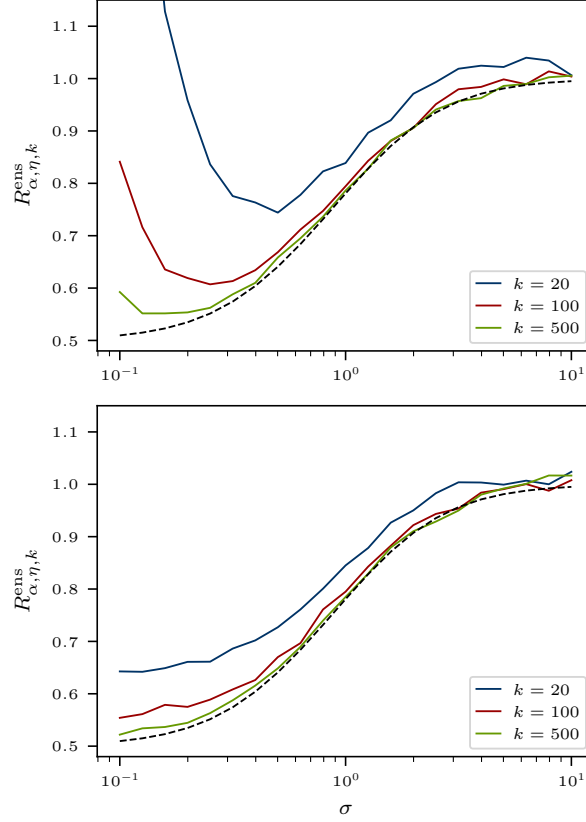 1.1
1.0
0.9
0.8
0.7
0.6
0.5
R^{ens}_{α,η,k}
k = 20
k = 100
k = 500
10^{-1}
10^{0}
10^{1}
1.1
1.0
0.9
0.8
0.7
0.6
0.5
R^{ens}_{α,η,k}
k = 20
k = 100
k = 500
10^{-1}
10^{0}
10^{1}
σ